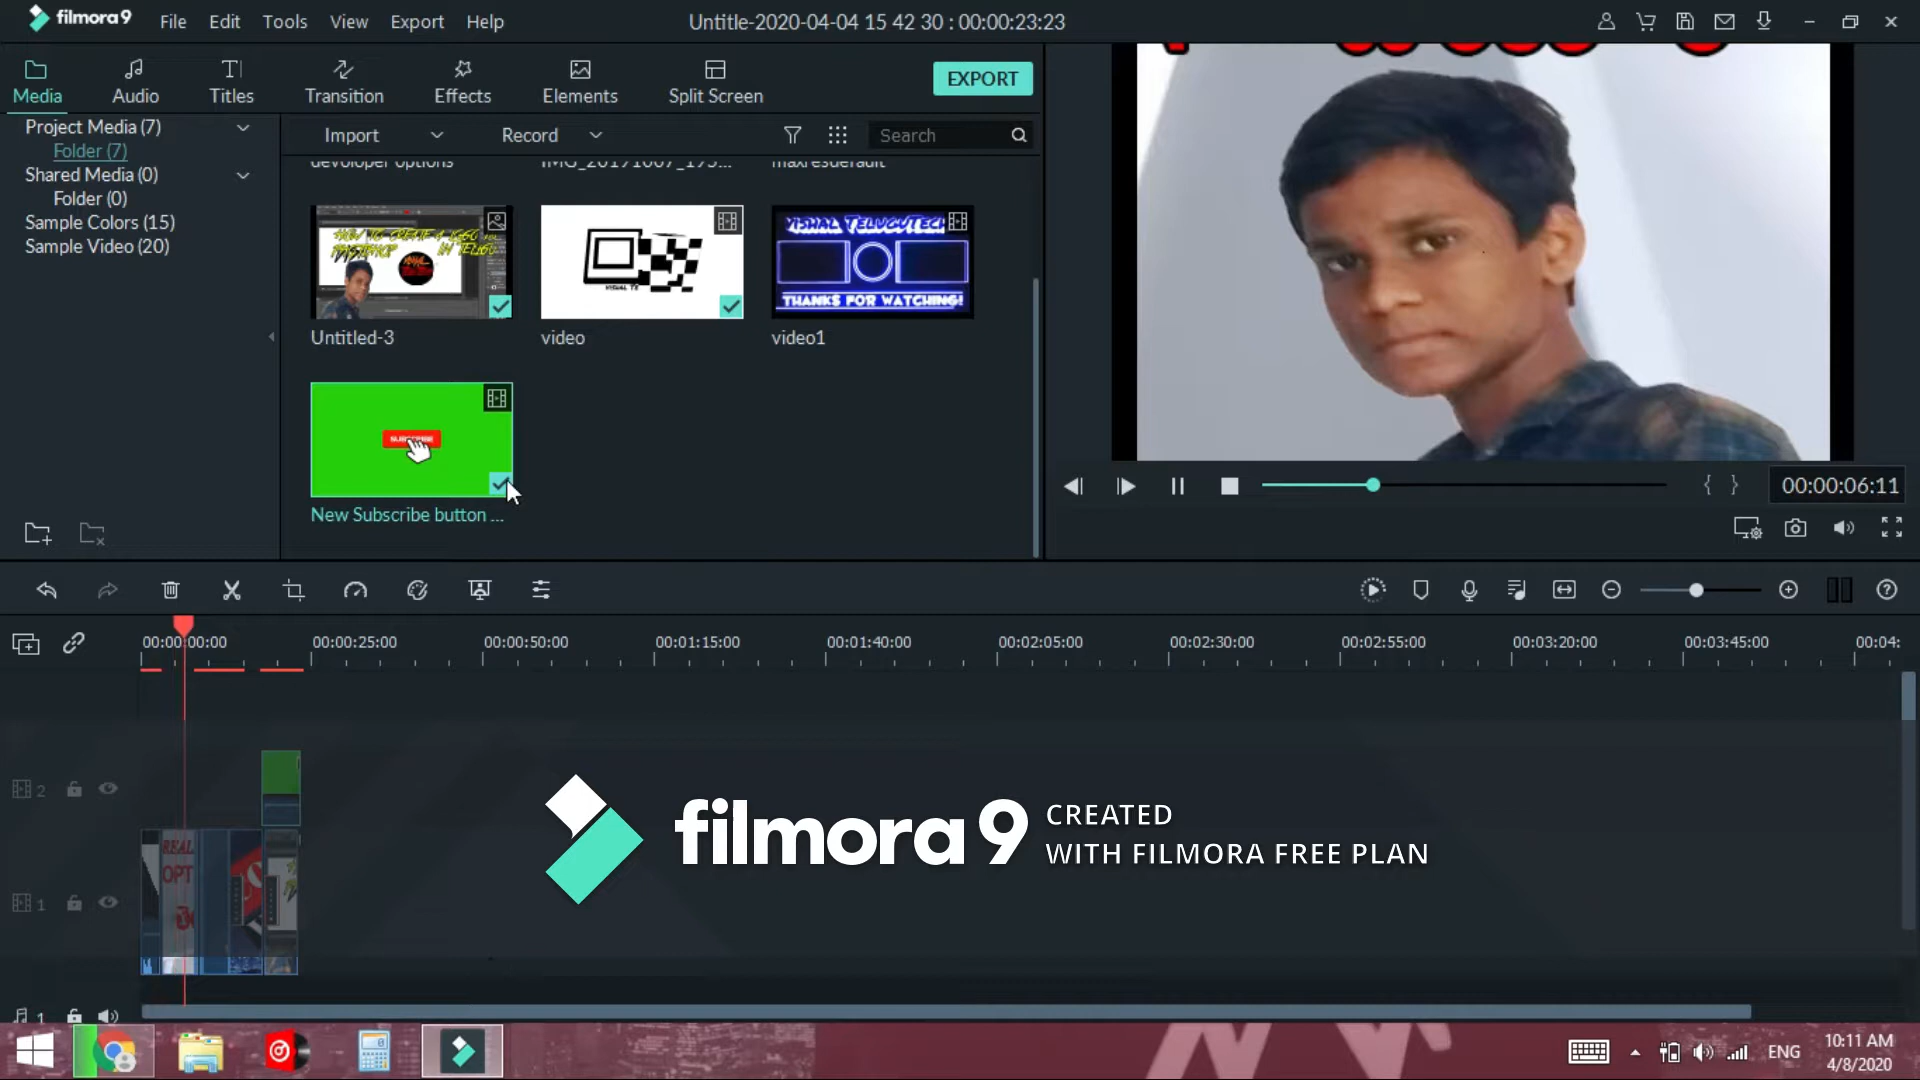 filmora9
File Edit Tools View Export Help
Untitle-2020-04-04 15 42 30 : 00:00:23:23
Media Audio Titles Transition Effects Elements Split Screen
EXPORT
Project Media (7)
Folder (7)
Shared Media (0)
Folder (0)
Sample Colors (15)
Sample Video (20)
Import Record Search
devoloper options IMG_20191007_195... maxresdefault
HOW TO CREATE A LOGO
IN TELUGU
VISHAL TELUGUTECH
THANKS FOR WATCHING!
Untitled-3 video video1
SUBSCRIBE
New Subscribe button ...
00:00:06:11
00:00:00:00 00:00:25:00 00:00:50:00 00:01:15:00 00:01:40:00 00:02:05:00 00:02:30:00 00:02:55:00 00:03:20:00 00:03:45:00 00:04:
2
REAL
OPT
1
1
filmora9 CREATED
WITH FILMORA FREE PLAN
ENG
10:11 AM
4/8/2020